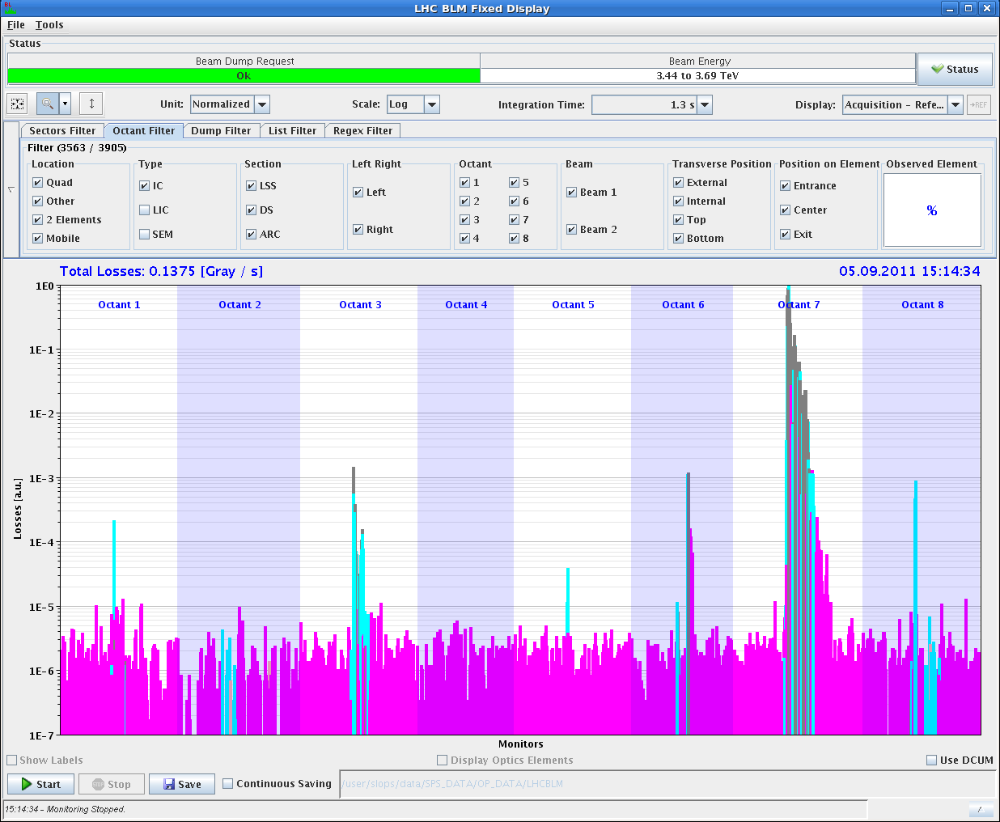 LHC BLM Fixed Display
File Tools
Status
Beam Dump Request Beam Energy
Ok 3.44 to 3.69 TeV Status
Unit: Normalized Scale: Log Integration Time: 1.3 s Display: Acquisition - Refe... →REF
Sectors Filter Octant Filter Dump Filter List Filter Regex Filter
Filter (3563 / 3905)
Location Type Section Left Right Octant Beam Transverse Position Position on Element Observed Element
Quad IC LSS Left 1 5 Beam 1 External Entrance %
Other LIC DS Right 2 6 Beam 2 Internal Center
2 Elements SEM ARC 3 7 Top Exit
Mobile 4 8 Bottom
Total Losses: 0.1375 [Gray / s] 05.09.2011 15:14:34
1E0
Octant 1 Octant 2 Octant 3 Octant 4 Octant 5 Octant 6 Octant 7 Octant 8
1E-1
1E-2
1E-3
Losses [a.u.]
1E-4
1E-5
1E-6
1E-7
Monitors
Show Labels Display Optics Elements Use DCUM
Start STOP Stop Save Continuous Saving /user/slops/data/SPS_DATA/OP_DATA/LHCBLM
15:14:34 - Monitoring Stopped.